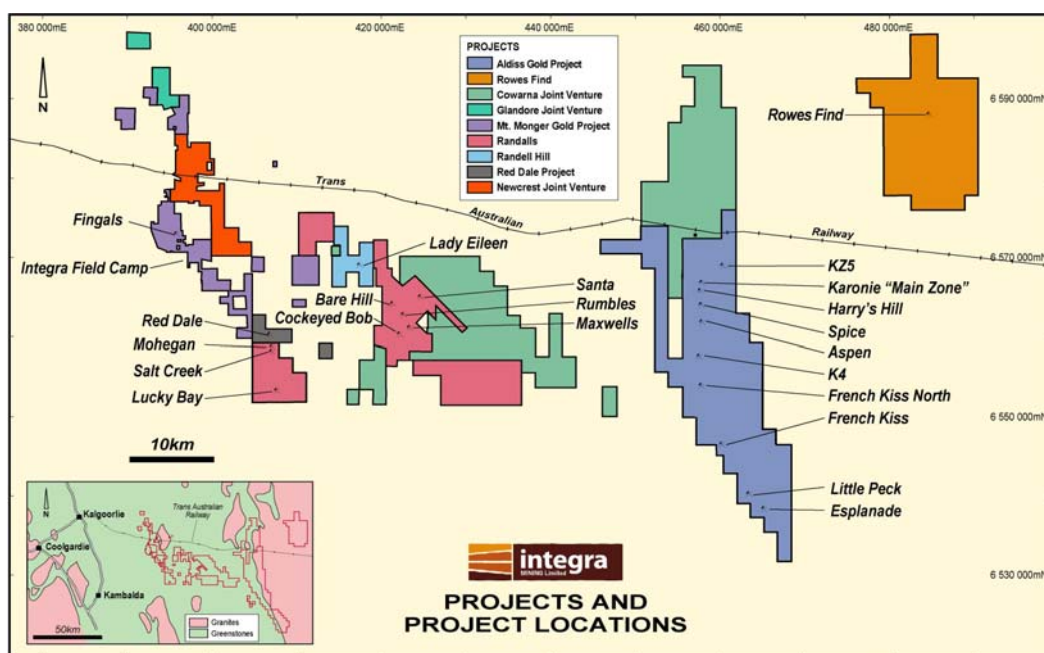 380 000mE
400 000mE
420 000mE
440 000mE
460 000mE
480 000mE
N
PROJECTS
Aldiss Gold Project
Rowes Find
Cowarna Joint Venture
Glandore Joint Venture
Mt. Monger Gold Project
Randalls
Randell Hill
Red Dale Project
Newcrest Joint Venture
6 590 000mN
Rowes Find
Trans
Australian
Railway
Fingals
Lady Eileen
Integra Field Camp
6 570 000mN
KZ5
Karonie "Main Zone"
Santa
Bare Hill
Rumbles
Harry's Hill
Cockeyed Bob
Maxwells
Spice
Red Dale
Mohegan
Aspen
Salt Creek
K4
Lucky Bay
French Kiss North
6 550 000mN
French Kiss
10km
Little Peck
Esplanade
N
Trans Australian
Railway
Kalgoorlie
Coolgardie
Kambalda
50km
Granites
Greenstones
integra
MINING Limited
6 530 000mN
PROJECTS AND
PROJECT LOCATIONS